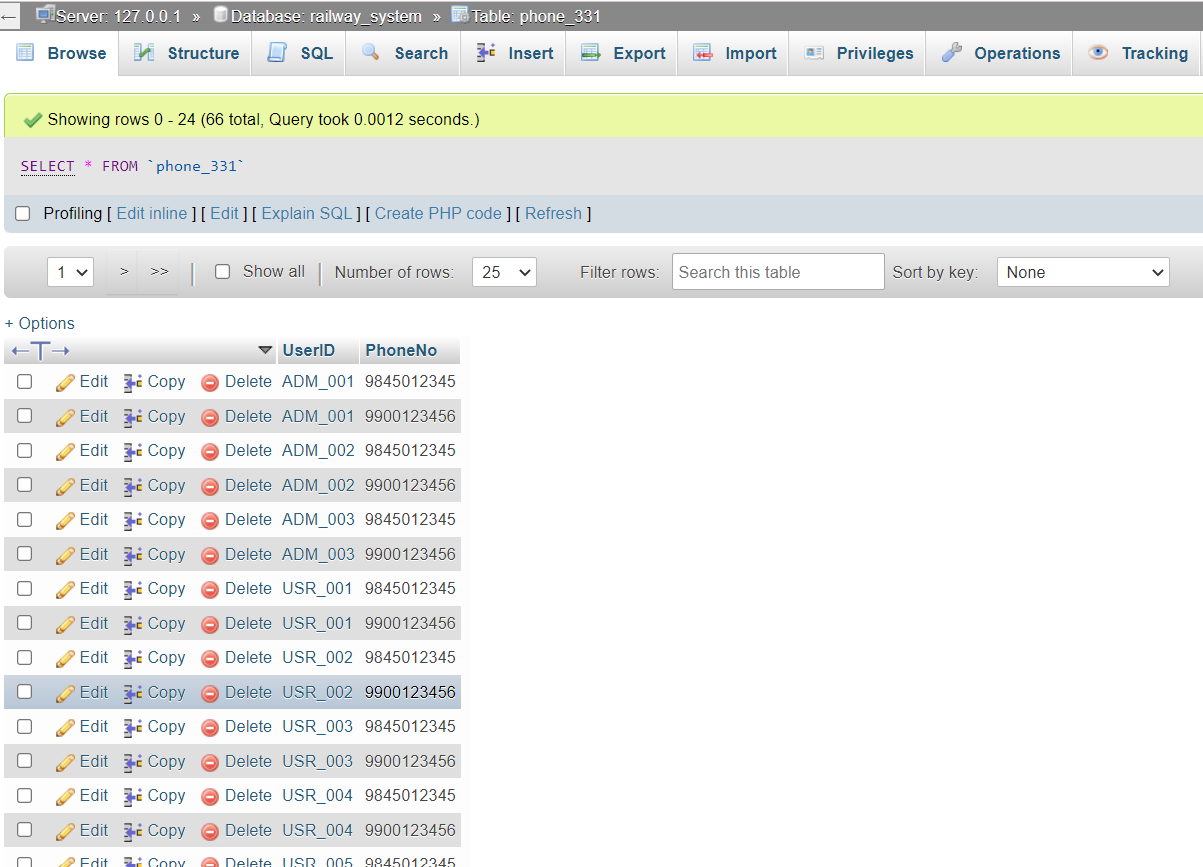 ← Server: 127.0.0.1 » Database: railway_system » Table: phone_331
Browse Structure SQL Search Insert Export Import Privileges Operations Tracking
Showing rows 0 - 24 (66 total, Query took 0.0012 seconds.)
SELECT * FROM `phone_331`
Profiling [ Edit inline ] [ Edit ] [ Explain SQL ] [ Create PHP code ] [ Refresh ]
1 > >> | Show all | Number of rows: 25 Filter rows: Search this table Sort by key: None
+ Options
←T→ UserID PhoneNo
Edit Copy Delete ADM_001 9845012345
Edit Copy Delete ADM_001 9900123456
Edit Copy Delete ADM_002 9845012345
Edit Copy Delete ADM_002 9900123456
Edit Copy Delete ADM_003 9845012345
Edit Copy Delete ADM_003 9900123456
Edit Copy Delete USR_001 9845012345
Edit Copy Delete USR_001 9900123456
Edit Copy Delete USR_002 9845012345
Edit Copy Delete USR_002 9900123456
Edit Copy Delete USR_003 9845012345
Edit Copy Delete USR_003 9900123456
Edit Copy Delete USR_004 9845012345
Edit Copy Delete USR_004 9900123456
Edit Copy Delete USR_005 9845012345